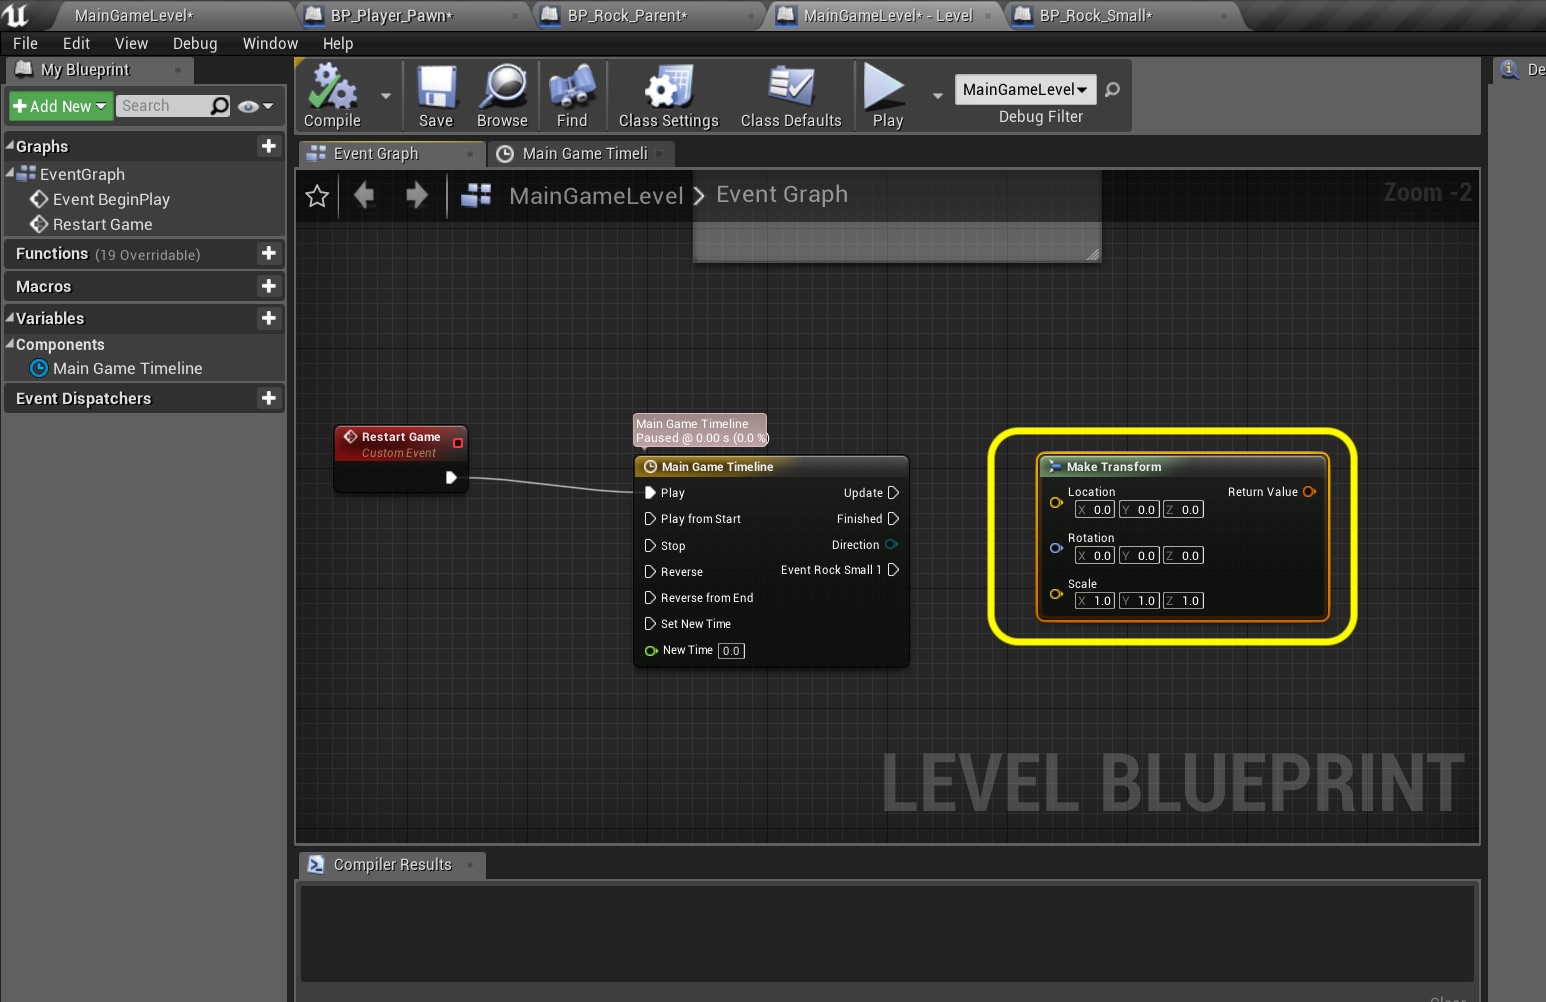 MainGameLevel*
BP_Player_Pawn*
BP_Rock_Parent*
MainGameLevel* - Level
BP_Rock_Small*
File Edit View Debug Window Help
My Blueprint
Add New
Search
Graphs
EventGraph
Event BeginPlay
Restart Game
Functions (19 Overridable)
Macros
Variables
Components
Main Game Timeline
Event Dispatchers
Compile
Save
Browse
Find
Class Settings
Class Defaults
Play
MainGameLevel
Debug Filter
De
Event Graph
Main Game Timeli
MainGameLevel > Event Graph
Zoom -2
Restart Game
Custom Event
Main Game Timeline
Paused @ 0.00 s (0.0 %)
Main Game Timeline
Play Update
Play from Start Finished
Stop Direction
Reverse Event Rock Small 1
Reverse from End
Set New Time
New Time 0.0
Make Transform
Location Return Value
X 0.0 Y 0.0 Z 0.0
Rotation
X 0.0 Y 0.0 Z 0.0
Scale
X 1.0 Y 1.0 Z 1.0
LEVEL BLUEPRINT
Compiler Results
Clear